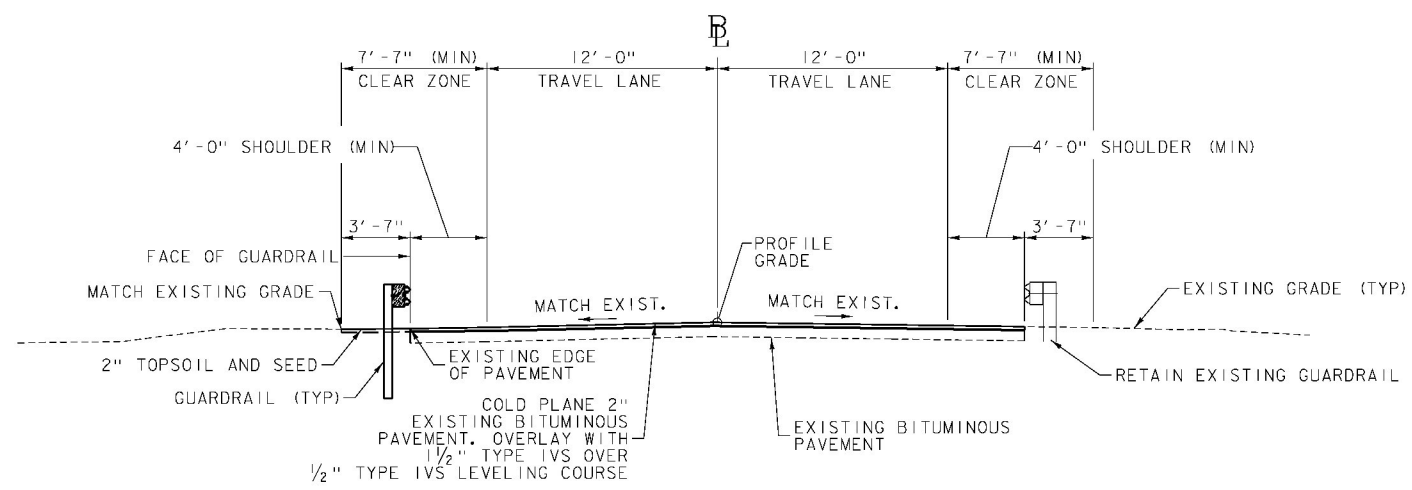 BL
7'-7" (MIN)
CLEAR ZONE
12'-0"
TRAVEL LANE
12'-0"
TRAVEL LANE
7'-7" (MIN)
CLEAR ZONE
4'-0" SHOULDER (MIN)
4'-0" SHOULDER (MIN)
3'-7"
3'-7"
FACE OF GUARDRAIL
PROFILE
GRADE
MATCH EXISTING GRADE
MATCH EXIST.
MATCH EXIST.
EXISTING GRADE (TYP)
2" TOPSOIL AND SEED
EXISTING EDGE
OF PAVEMENT
GUARDRAIL (TYP)
RETAIN EXISTING GUARDRAIL
COLD PLANE 2"
EXISTING BITUMINOUS
PAVEMENT. OVERLAY WITH
1½" TYPE IVS OVER
½" TYPE IVS LEVELING COURSE
EXISTING BITUMINOUS
PAVEMENT